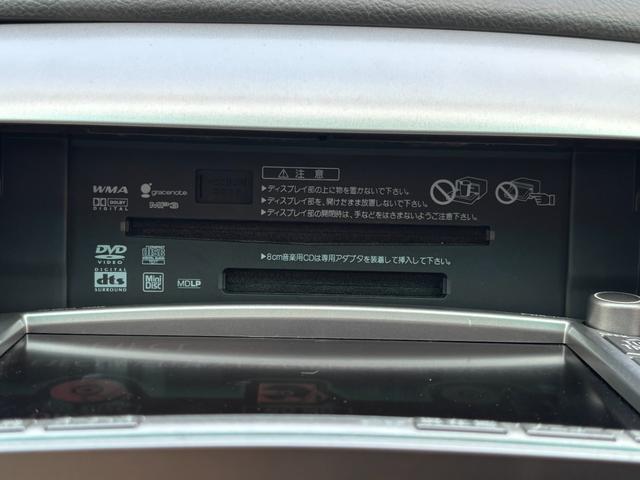 ⚠注意
▶ディスプレイ部の上に物を置かないで下さい。
▶ディスプレイ部を、開けたまま放置しないで下さい。
▶ディスプレイ部の開閉時は、手などをはさまないようご注意下さい。
WMA gracenote
DOLBY DIGITAL MP3
DVD VIDEO
▶8cm音楽用CDは専用アダプタを装着して挿入して下さい。
DIGITAL dts SURROUND
Mini Disc
MDLP